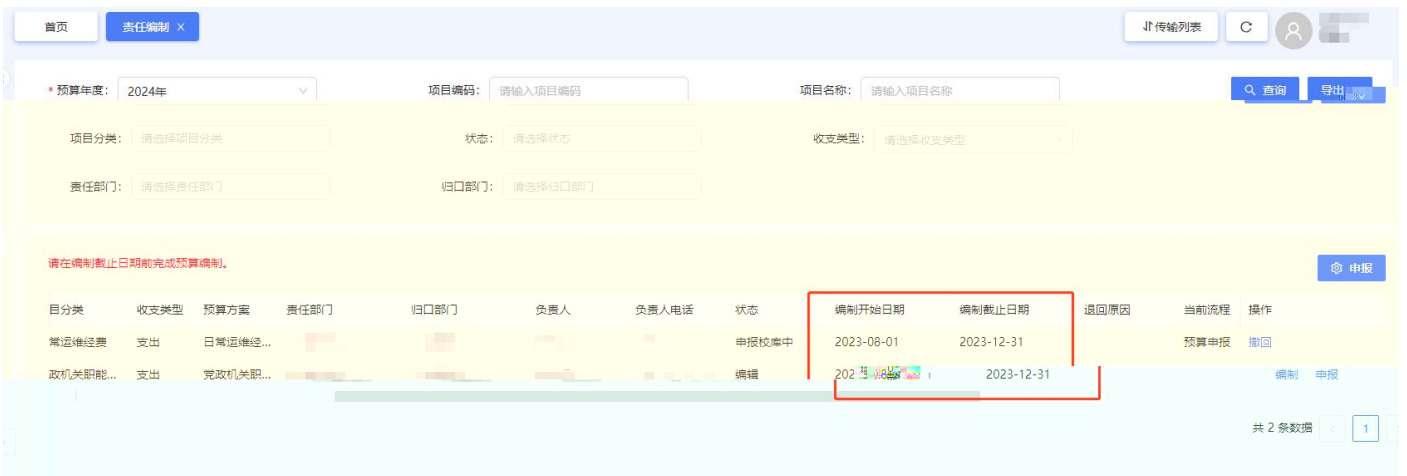 首页 责任编制 × 传输列表
* 预算年度： 2024年 项目编码： 请输入项目编码 项目名称： 请输入项目名称 查询 导出
项目分类： 请选择项目分类 状态： 请选择状态 收支类型： 请选择收支类型
责任部门： 请选择责任部门 归口部门： 请选择归口部门
请在编制截止日期前完成预算编制。 申报
目分类 收支类型 预算方案 责任部门 归口部门 负责人 负责人电话 状态 编制开始日期 编制截止日期 退回原因 当前流程 操作
常运维经费 支出 日常运维经... 申报校库中 2023-08-01 2023-12-31 预算申报 撤回
政机关职能... 支出 党政机关职... 编辑 202 2023-12-31 编制 申报
共 2 条数据 1